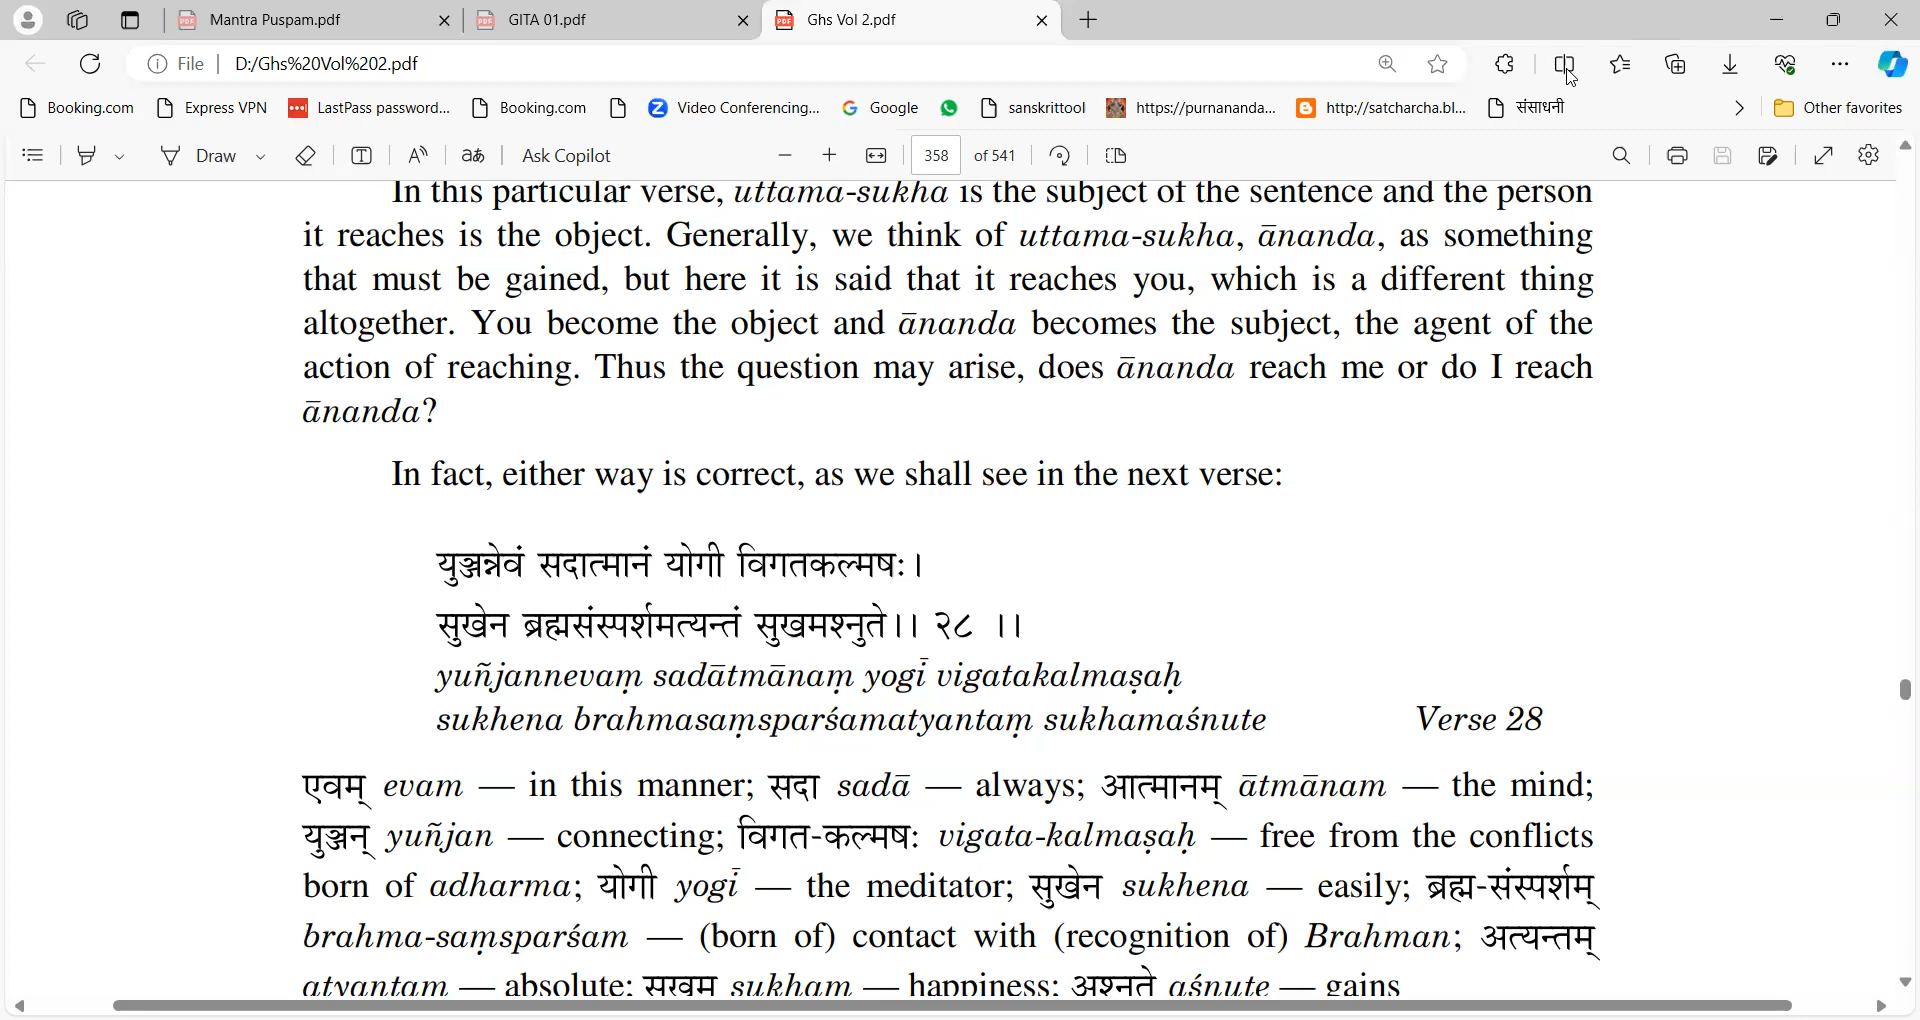 Mantra Puspam.pdf
GITA 01.pdf
Ghs Vol 2.pdf
File D:/Ghs%20Vol%202.pdf
Booking.com Express VPN LastPass password... Booking.com Video Conferencing... Google sanskrittool https://purnananda... http://satcharcha.bl... संसाधनी Other favorites
Draw Ask Copilot 358 of 541
In this particular verse, uttama-sukha is the subject of the sentence and the person
it reaches is the object. Generally, we think of uttama-sukha, ānanda, as something
that must be gained, but here it is said that it reaches you, which is a different thing
altogether. You become the object and ānanda becomes the subject, the agent of the
action of reaching. Thus the question may arise, does ānanda reach me or do I reach
ānanda?
In fact, either way is correct, as we shall see in the next verse:
युञ्जन्नेवं सदात्मानं योगी विगतकल्मषः।
सुखेन ब्रह्मसंस्पर्शमत्यन्तं सुखमश्नुते।। २८ ।।
yuñjannevaṃ sadātmānaṃ yogī vigatakalmaṣaḥ
sukhena brahmasaṃsparśamatyantaṃ sukhamaśnute Verse 28
एवम् evam — in this manner; सदा sadā — always; आत्मानम् ātmānam — the mind;
युञ्जन् yuñjan — connecting; विगत-कल्मषः vigata-kalmaṣaḥ — free from the conflicts
born of adharma; योगी yogī — the meditator; सुखेन sukhena — easily; ब्रह्म-संस्पर्शम्
brahma-saṃsparśam — (born of) contact with (recognition of) Brahman; अत्यन्तम्
atyantam — absolute; सुखम् sukham — happiness; अश्नुते aśnute — gains